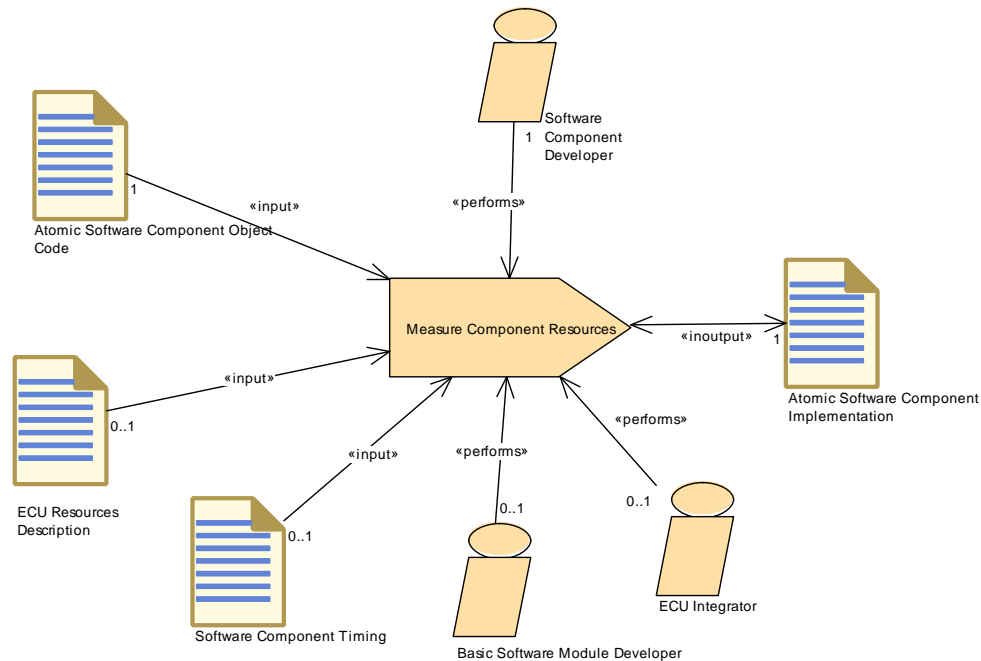 Software
1
Component
Developer
«performs»
1
«input»
Atomic Software Component Object
Code
Measure Component Resources
«inoutput»
1
Atomic Software Component
Implementation
«input»
0..1
ECU Resources
Description
«input»
0..1
Software Component Timing
«performs»
0..1
Basic Software Module Developer
«performs»
0..1
ECU Integrator